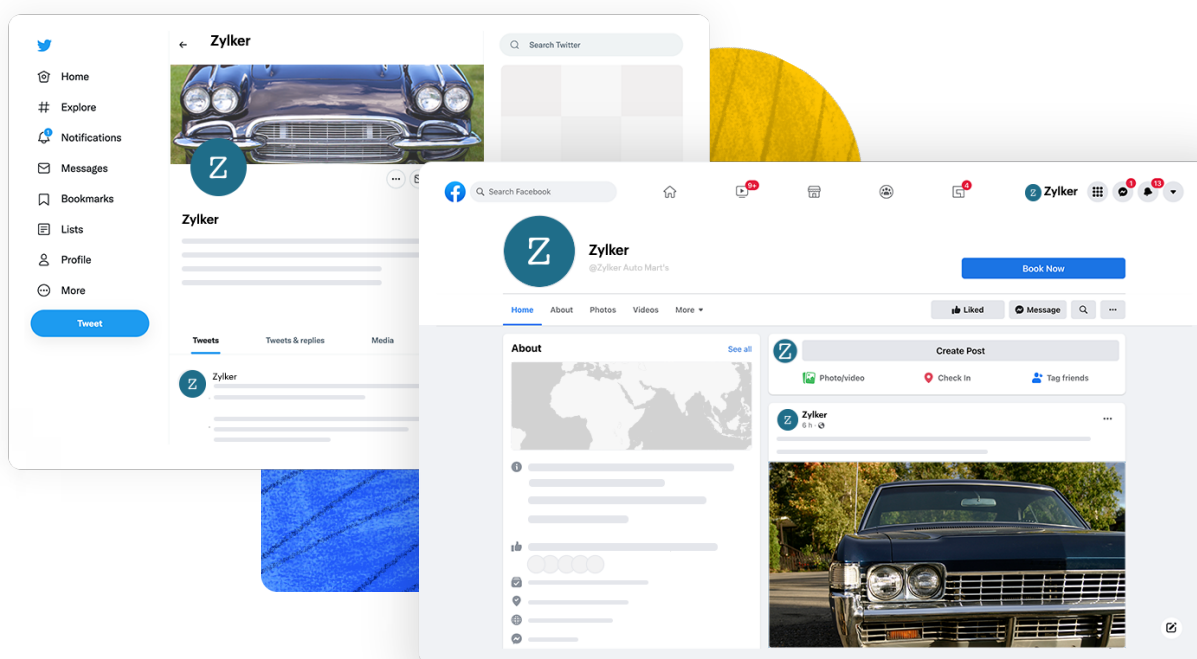 Zylker
Search Twitter
Home
Explore
1
Notifications
Messages
Bookmarks
Lists
Profile
More
Tweet
Z
Zylker
Tweets
Tweets & replies
Media
Z
Zylker
Search Facebook
9+
4
Z
Zylker
1
13
Z
Zylker
@Zylker Auto Mart's
Book Now
Home
About
Photos
Videos
More
Liked
Message
About
See all
Z
Create Post
Photo/video
Check In
Tag friends
Z
Zylker
6 h